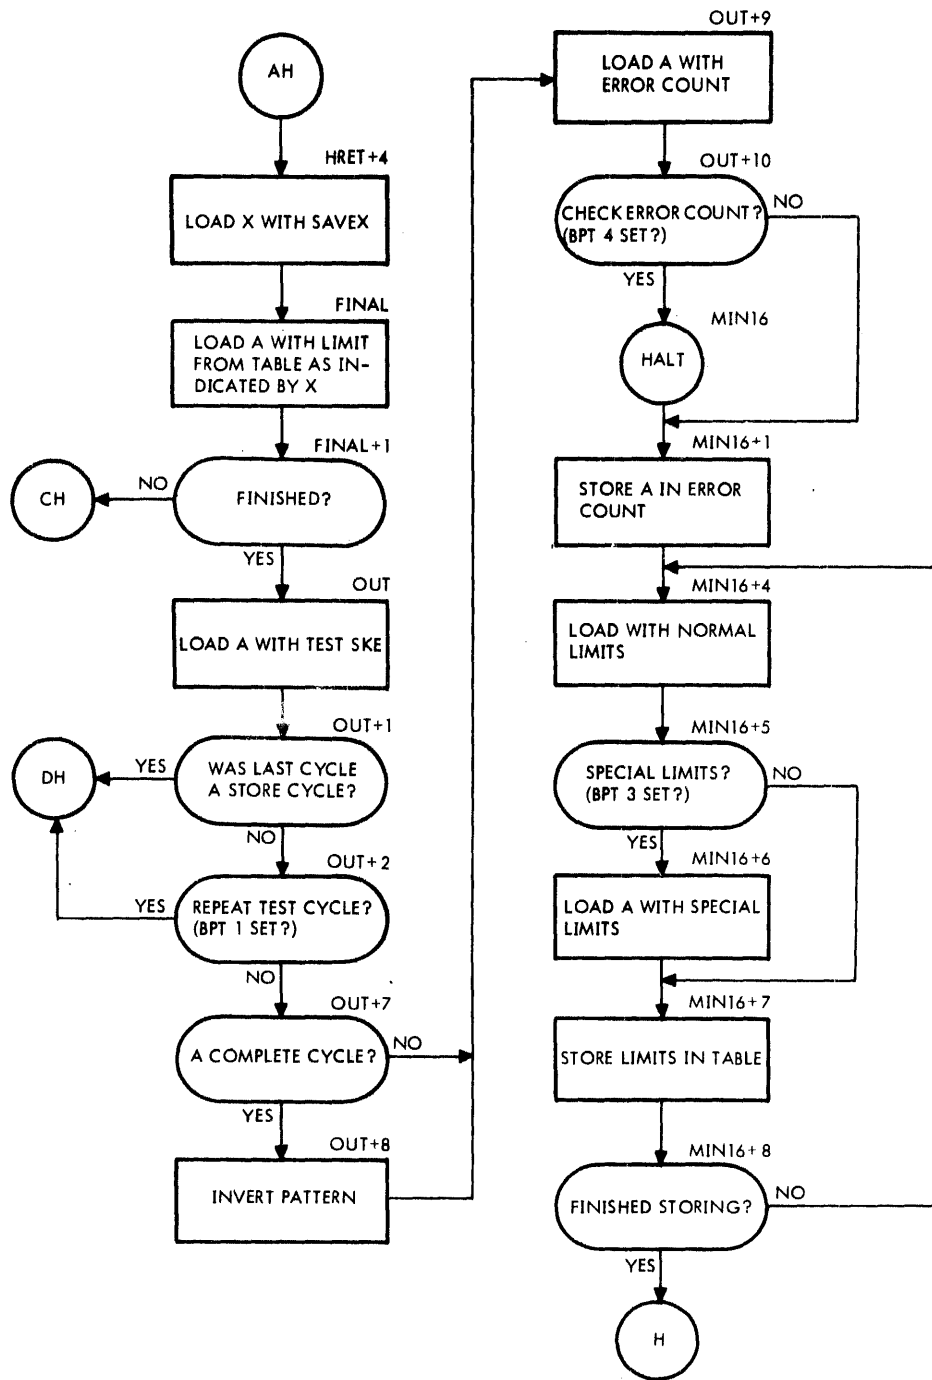 AH
HRET+4
LOAD X WITH SAVEX
FINAL
LOAD A WITH LIMIT
FROM TABLE AS IN-
DICATED BY X
FINAL+1
FINISHED?
NO
CH
YES
OUT
LOAD A WITH TEST SKE
OUT+1
WAS LAST CYCLE
A STORE CYCLE?
YES
DH
NO
OUT+2
REPEAT TEST CYCLE?
(BPT 1 SET?)
YES
NO
OUT+7
A COMPLETE CYCLE?
NO
YES
OUT+8
INVERT PATTERN
OUT+9
LOAD A WITH
ERROR COUNT
OUT+10
CHECK ERROR COUNT?
(BPT 4 SET?)
NO
YES
MIN16
HALT
MIN16+1
STORE A IN ERROR
COUNT
MIN16+4
LOAD WITH NORMAL
LIMITS
MIN16+5
SPECIAL LIMITS?
(BPT 3 SET?)
NO
YES
MIN16+6
LOAD A WITH SPECIAL
LIMITS
MIN16+7
STORE LIMITS IN TABLE
MIN16+8
FINISHED STORING?
NO
YES
H